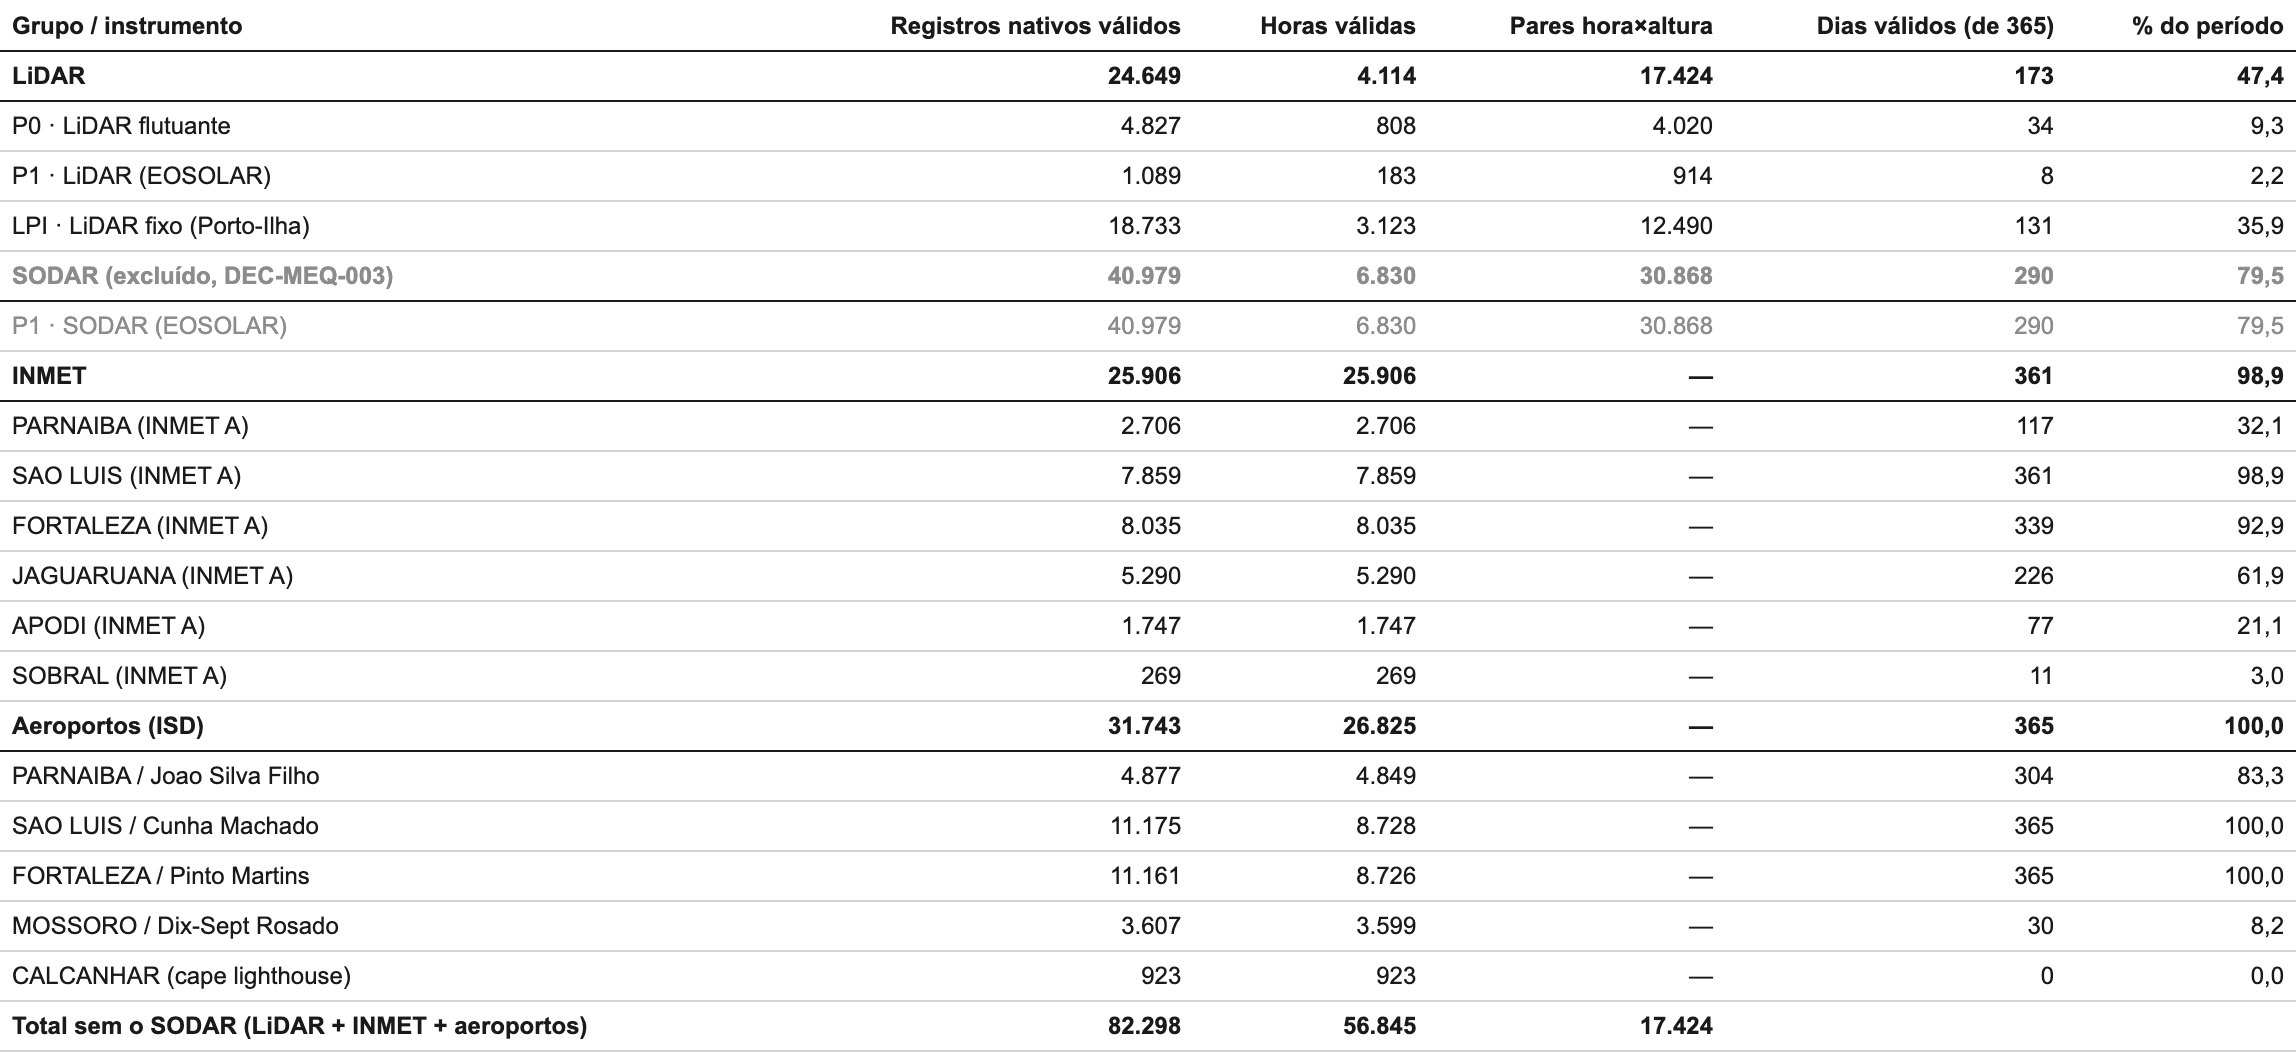 Grupo / instrumento Registros nativos válidos Horas válidas Pares hora×altura Dias válidos (de 365) % do período
LiDAR 24.649 4.114 17.424 173 47,4
P0 · LiDAR flutuante 4.827 808 4.020 34 9,3
P1 · LiDAR (EOSOLAR) 1.089 183 914 8 2,2
LPI · LiDAR fixo (Porto-Ilha) 18.733 3.123 12.490 131 35,9
SODAR (excluído, DEC-MEQ-003) 40.979 6.830 30.868 290 79,5
P1 · SODAR (EOSOLAR) 40.979 6.830 30.868 290 79,5
INMET 25.906 25.906 — 361 98,9
PARNAIBA (INMET A) 2.706 2.706 — 117 32,1
SAO LUIS (INMET A) 7.859 7.859 — 361 98,9
FORTALEZA (INMET A) 8.035 8.035 — 339 92,9
JAGUARUANA (INMET A) 5.290 5.290 — 226 61,9
APODI (INMET A) 1.747 1.747 — 77 21,1
SOBRAL (INMET A) 269 269 — 11 3,0
Aeroportos (ISD) 31.743 26.825 — 365 100,0
PARNAIBA / Joao Silva Filho 4.877 4.849 — 304 83,3
SAO LUIS / Cunha Machado 11.175 8.728 — 365 100,0
FORTALEZA / Pinto Martins 11.161 8.726 — 365 100,0
MOSSORO / Dix-Sept Rosado 3.607 3.599 — 30 8,2
CALCANHAR (cape lighthouse) 923 923 — 0 0,0
Total sem o SODAR (LiDAR + INMET + aeroportos) 82.298 56.845 17.424